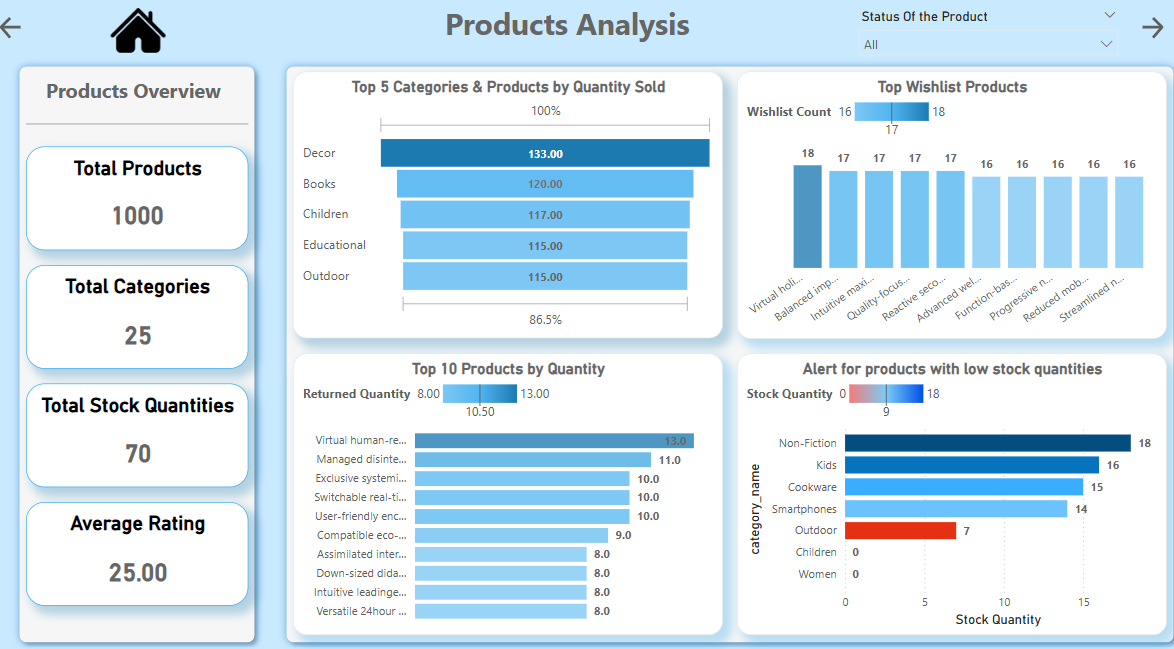 Products Analysis
Status Of the Product
All
Products Overview
Total Products
1000
Total Categories
25
Total Stock Quantities
70
Average Rating
25.00
Top 5 Categories & Products by Quantity Sold
100%
Decor 133.00
Books 120.00
Children 117.00
Educational 115.00
Outdoor 115.00
86.5%
Top Wishlist Products
Wishlist Count 16 18
17
18 17 17 17 17 16 16 16 16 16
Virtual holi...
Balanced imp...
Intuitive maxi...
Quality-focus...
Reactive seco...
Advanced wel...
Function-bas...
Progressive n...
Reduced mob...
Streamlined n...
Top 10 Products by Quantity
Returned Quantity 8.00 13.00
10.50
Virtual human-re... 13.0
Managed disinte... 11.0
Exclusive systemi... 10.0
Switchable real-ti... 10.0
User-friendly enc... 10.0
Compatible eco-... 9.0
Assimilated inter... 8.0
Down-sized dida... 8.0
Intuitive leadinge... 8.0
Versatile 24hour ... 8.0
Alert for products with low stock quantities
Stock Quantity 0 18
9
category_name
Non-Fiction 18
Kids 16
Cookware 15
Smartphones 14
Outdoor 7
Children 0
Women 0
0 5 10 15
Stock Quantity